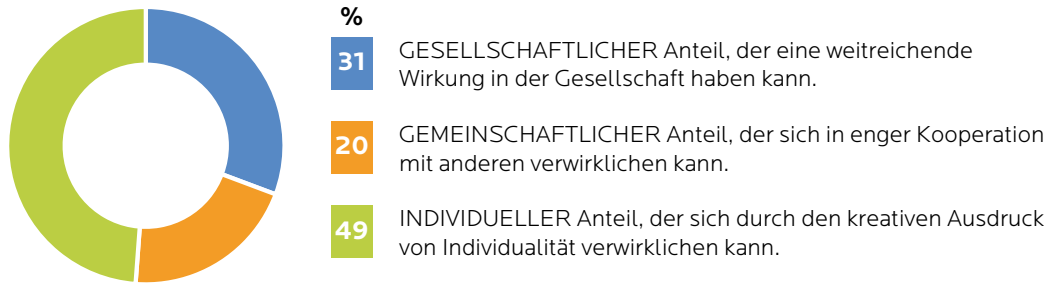 %
31
GESELLSCHAFTLICHER Anteil, der eine weitreichende
Wirkung in der Gesellschaft haben kann.
20
GEMEINSCHAFTLICHER Anteil, der sich in enger Kooperation
mit anderen verwirklichen kann.
49
INDIVIDUELLER Anteil, der sich durch den kreativen Ausdruck
von Individualität verwirklichen kann.